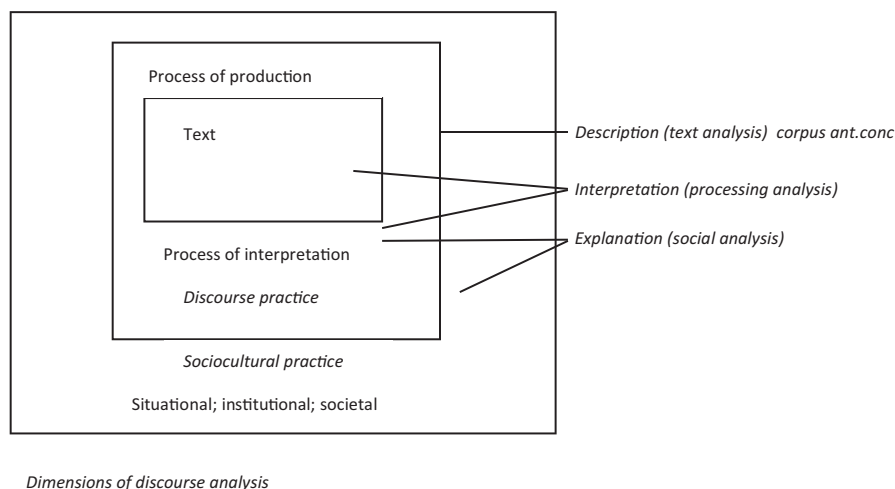 Process of production
Text
Description (text analysis)  corpus ant.conc
Interpretation (processing analysis)
Explanation (social analysis)
Process of interpretation
Discourse practice
Sociocultural practice
Situational; institutional; societal
Dimensions of discourse analysis